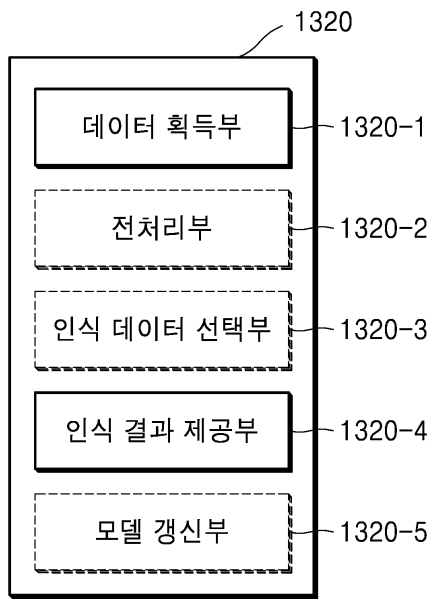 1320
데이터 획득부 1320-1
전처리부 1320-2
인식 데이터 선택부 1320-3
인식 결과 제공부 1320-4
모델 갱신부 1320-5